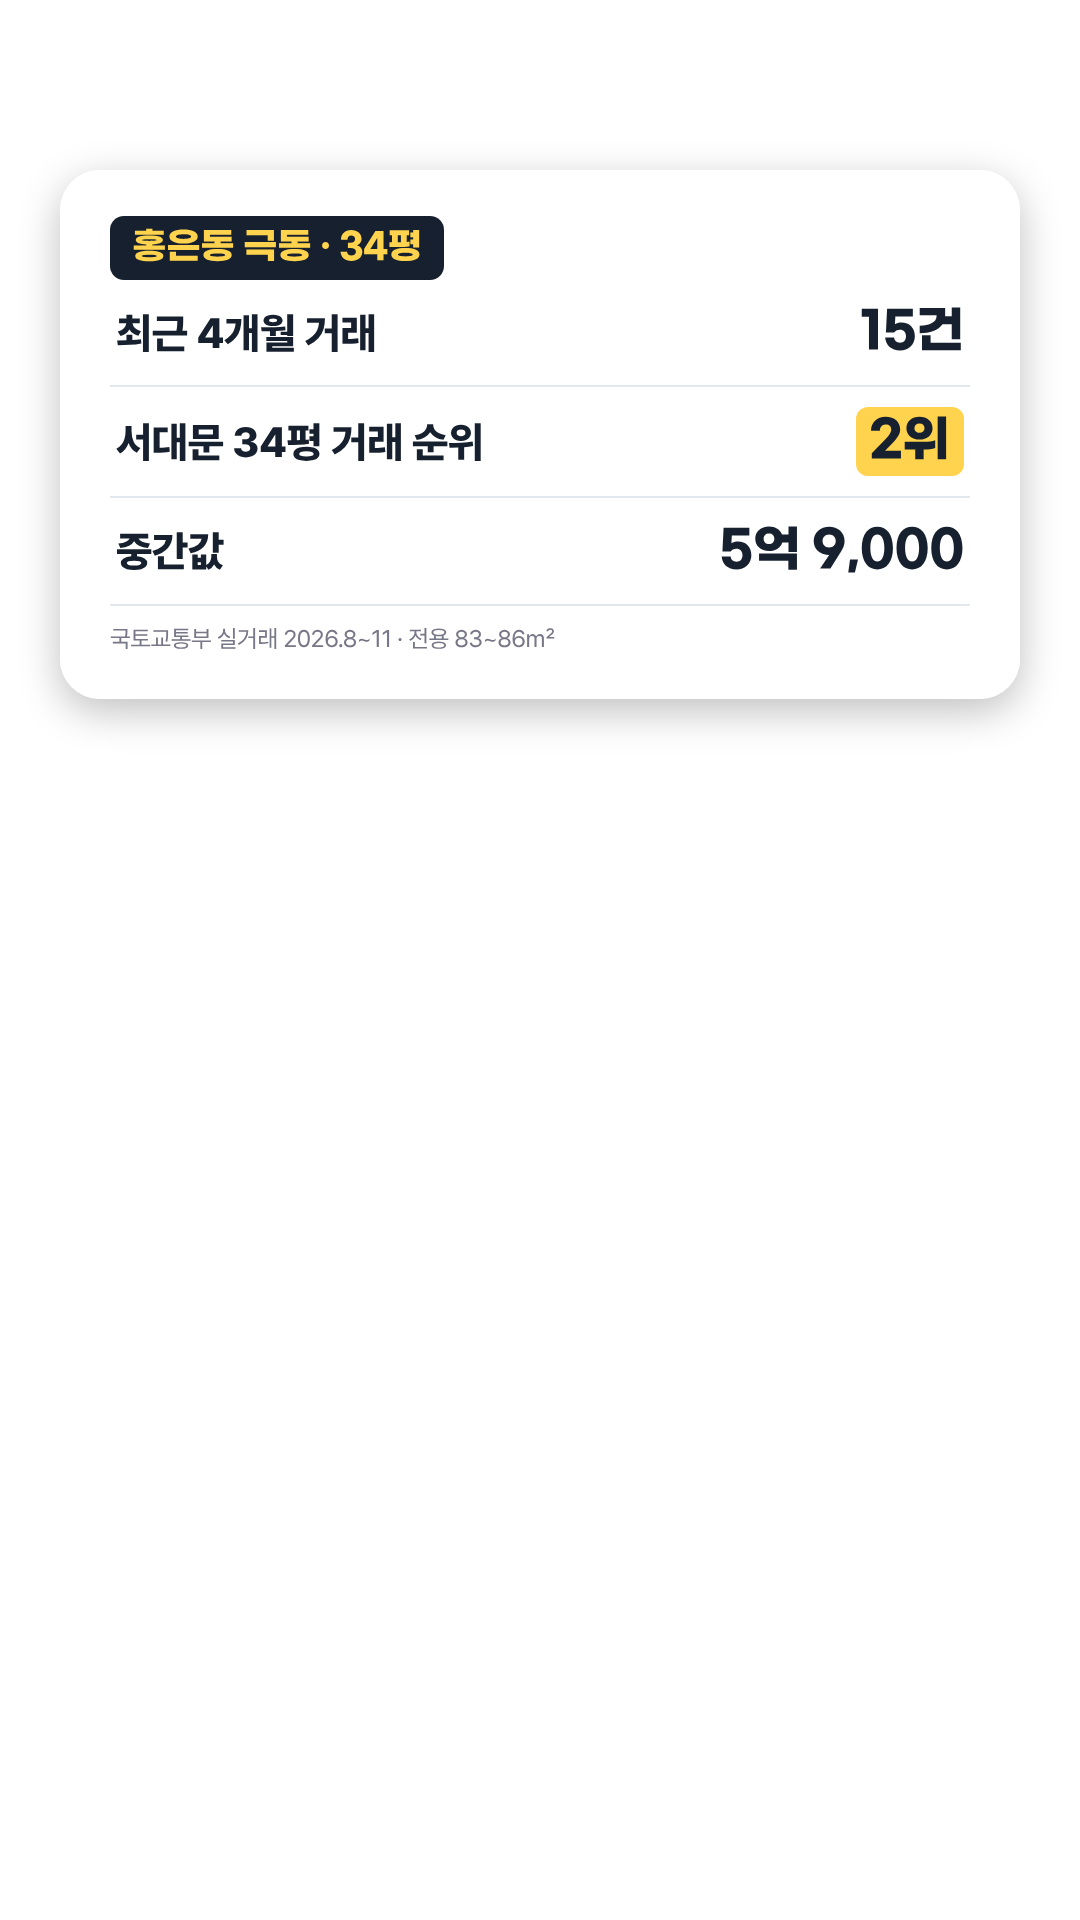 홍은동 극동 · 34평
최근 4개월 거래 15건
서대문 34평 거래 순위 2위
중간값 5억 9,000
국토교통부 실거래 2026.8~11 · 전용 83~86m²